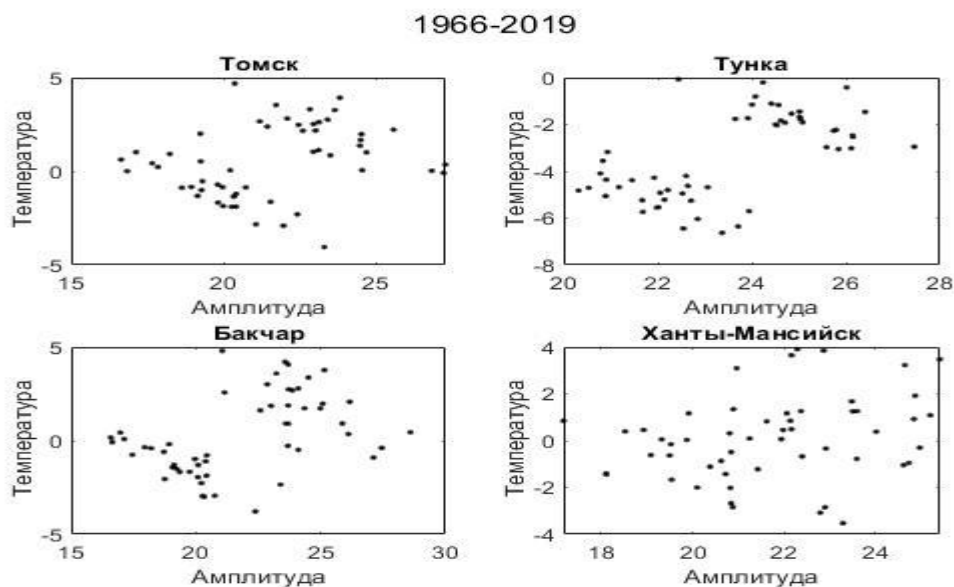 1966-2019
Томск
5
0
-5
Температура
15 20 25
Амплитуда
Тунка
0
-2
-4
-6
-8
Температура
20 22 24 26 28
Амплитуда
Бакчар
5
0
-5
Температура
15 20 25 30
Амплитуда
Ханты-Мансийск
4
2
0
-2
-4
Температура
18 20 22 24
Амплитуда